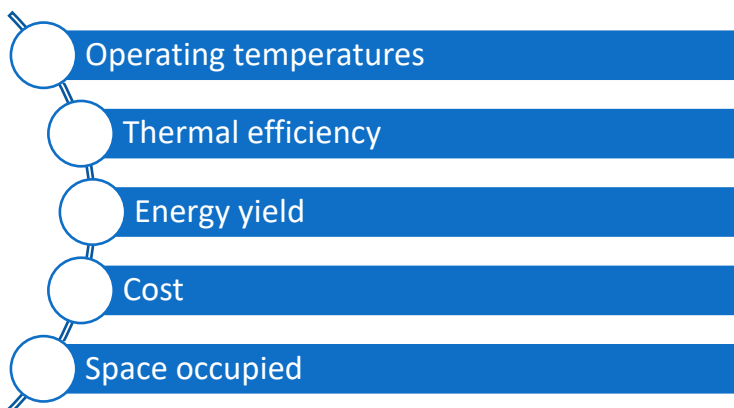 Operating temperatures
Thermal efficiency
Energy yield
Cost
Space occupied